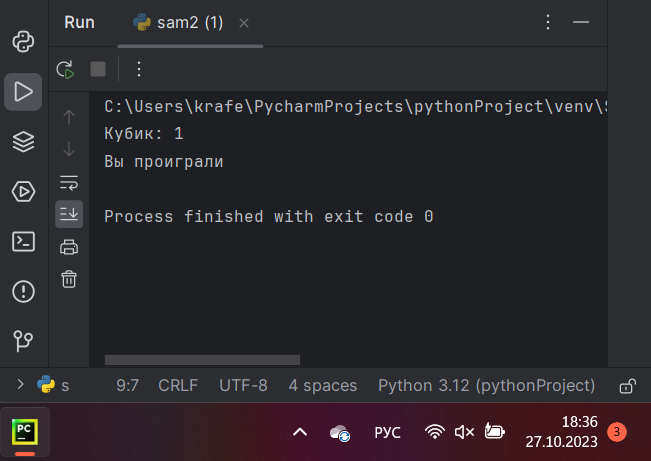 Run sam2 (1)
C:\Users\krafe\PycharmProjects\pythonProject\venv\S
Кубик: 1
Вы проиграли
Process finished with exit code 0
s 9:7 CRLF UTF-8 4 spaces Python 3.12 (pythonProject)
PC РУС 18:36
27.10.2023 3